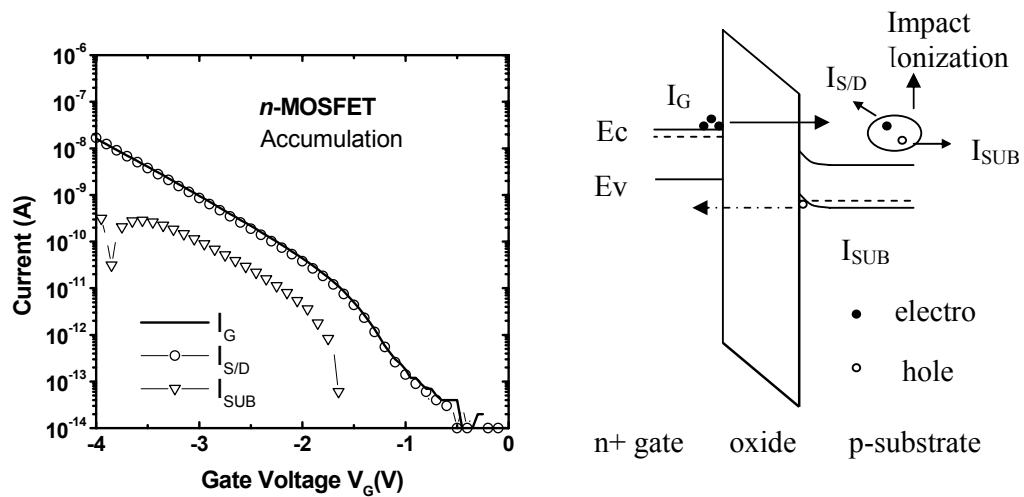 10⁻⁶
10⁻⁷
10⁻⁸
10⁻⁹
10⁻¹⁰
10⁻¹¹
10⁻¹²
10⁻¹³
10⁻¹⁴
Current (A)
n-MOSFET
Accumulation
I_G
I_S/D
I_SUB
-4 -3 -2 -1 0
Gate Voltage V_G(V)
Impact
Ionization
I_S/D
I_G
Ec
I_SUB
Ev
I_SUB
electro
hole
n+ gate oxide p-substrate